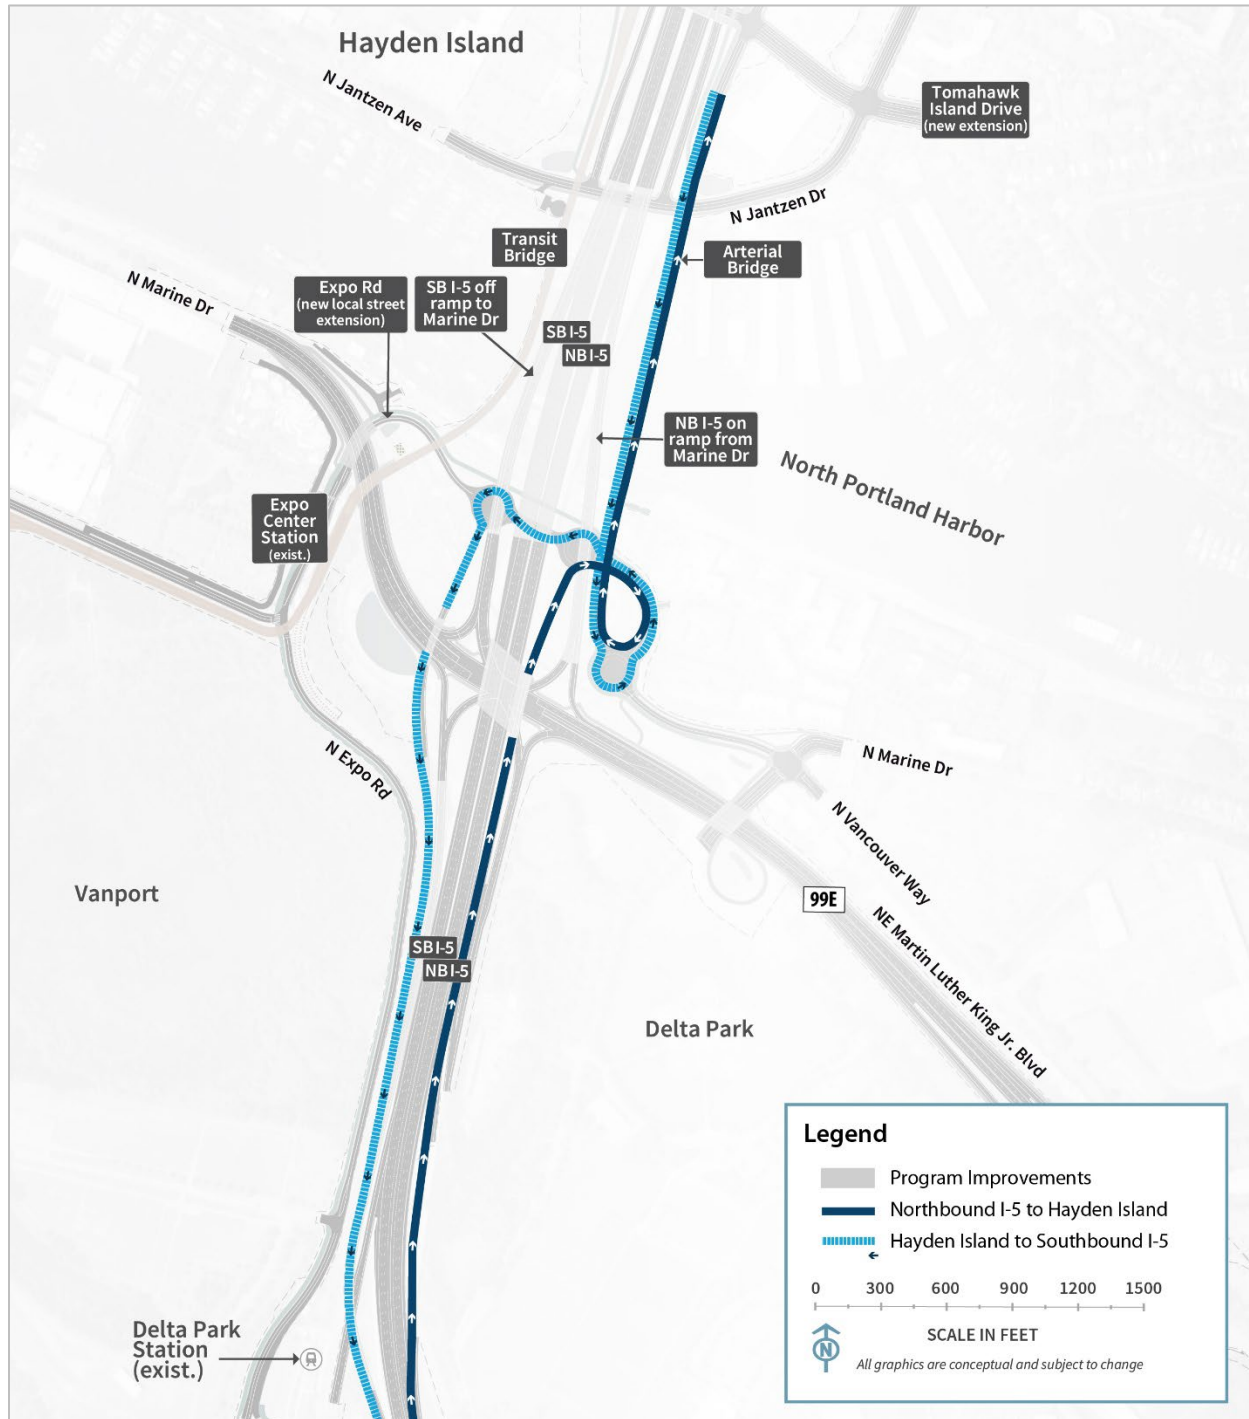 Hayden Island
N Jantzen Ave
Tomahawk
Island Drive
(new extension)
N Jantzen Dr
Transit
Bridge
Arterial
Bridge
N Marine Dr
Expo Rd
(new local street
extension)
SB I-5 off
ramp to
Marine Dr
SB I-5
NB I-5
NB I-5 on
ramp from
Marine Dr
North Portland Harbor
Expo
Center
Station
(exist.)
N Expo Rd
N Marine Dr
N Vancouver Way
Vanport
99E
NE Martin Luther King Jr. Blvd
SB I-5
NB I-5
Delta Park
Legend
Program Improvements
Northbound I-5 to Hayden Island
Hayden Island to Southbound I-5
0 300 600 900 1200 1500
SCALE IN FEET
N
All graphics are conceptual and subject to change
Delta Park
Station
(exist.)